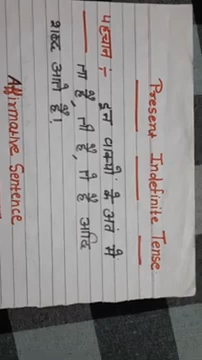 Present Indefinite Tense
पहचान :- इन वाक्यों के अंत में
ता है, ती है, ते हैं आदि
शब्द आते हैं।
Affirmative Sentence